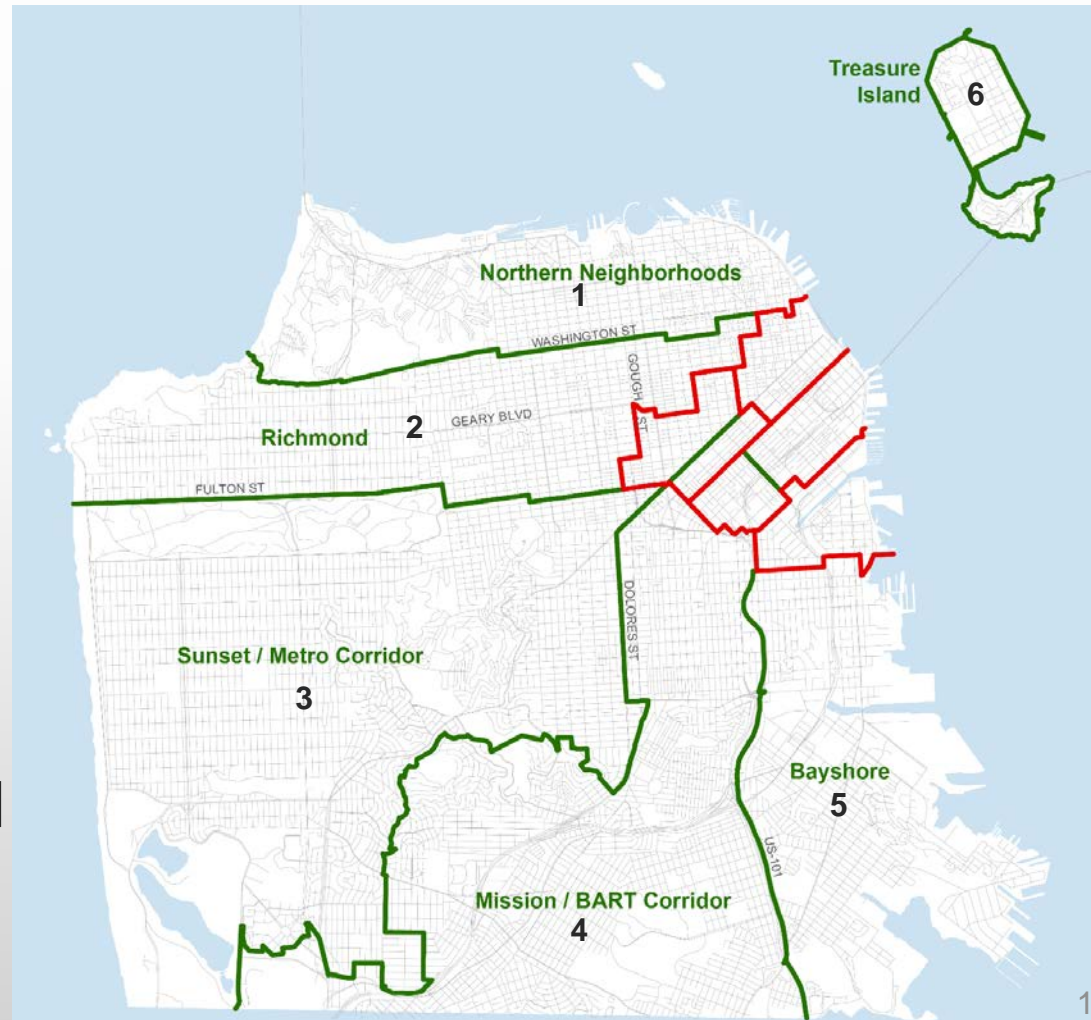 Treasure
Island
6
Northern Neighborhoods
1
WASHINGTON ST
GOUGH ST
GEARY BLVD
2
Richmond
FULTON ST
DOLORES ST
Sunset / Metro Corridor
3
Bayshore
5
US-101
Mission / BART Corridor
4
1